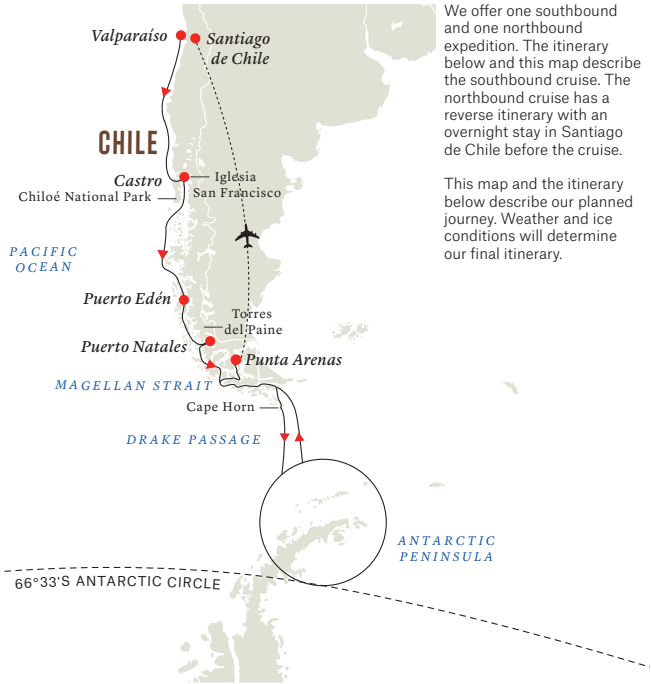 We offer one southbound
and one northbound
expedition. The itinerary
below and this map describe
the southbound cruise. The
northbound cruise has a
reverse itinerary with an
overnight stay in Santiago
de Chile before the cruise.
This map and the itinerary
below describe our planned
journey. Weather and ice
conditions will determine
our final itinerary.
Valparaíso
Santiago
de Chile
CHILE
Castro
Iglesia
San Francisco
Chiloé National Park
PACIFIC
OCEAN
Puerto Edén
Torres
del Paine
Puerto Natales
Punta Arenas
MAGELLAN STRAIT
Cape Horn
DRAKE PASSAGE
ANTARCTIC
PENINSULA
66°33'S ANTARCTIC CIRCLE